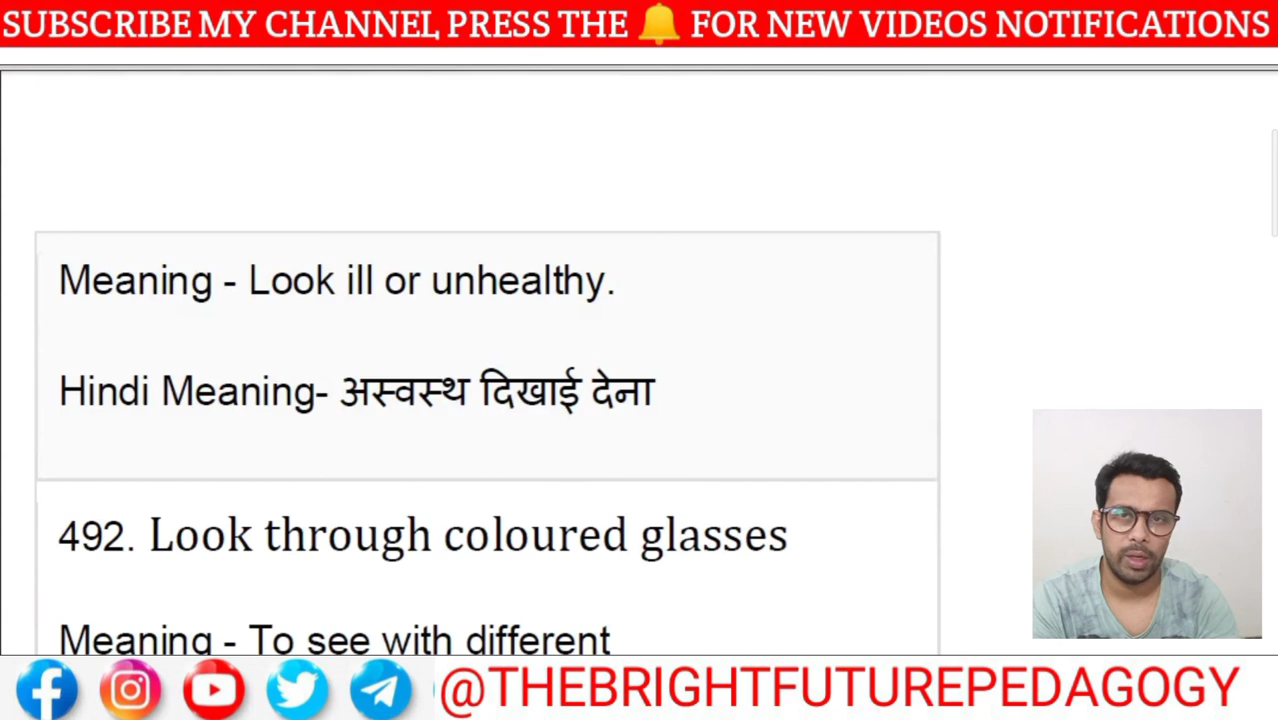 SUBSCRIBE MY CHANNEL PRESS THE 🔔 FOR NEW VIDEOS NOTIFICATIONS
Meaning - Look ill or unhealthy.
Hindi Meaning- अस्वस्थ दिखाई देना
492. Look through coloured glasses
Meaning - To see with different
@THEBRIGHTFUTUREPEDAGOGY